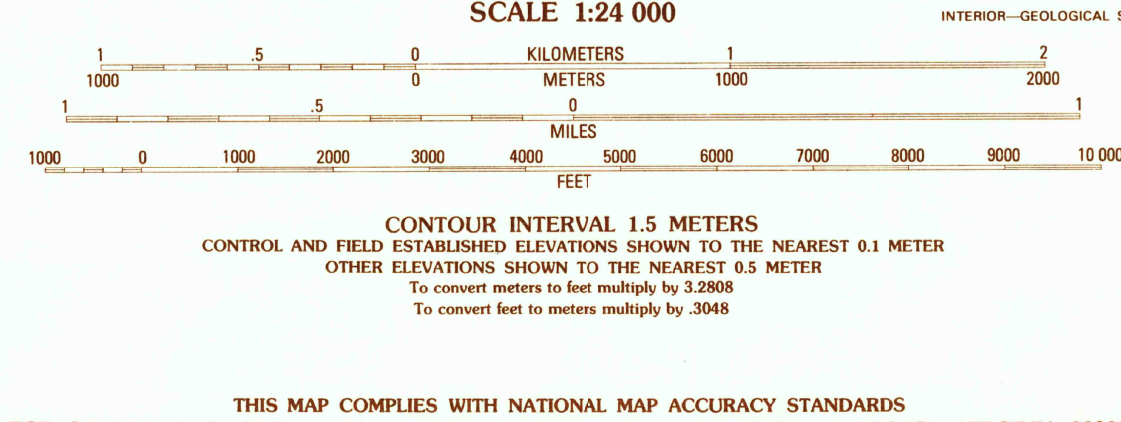 SCALE 1:24 000
INTERIOR—GEOLOGICAL
1 .5 0 KILOMETERS 1 2
1000 0 METERS 1000 2000
1 .5 0 1
MILES
1000 0 1000 2000 3000 4000 5000 6000 7000 8000 9000 10 000
FEET
CONTOUR INTERVAL 1.5 METERS
CONTROL AND FIELD ESTABLISHED ELEVATIONS SHOWN TO THE NEAREST 0.1 METER
OTHER ELEVATIONS SHOWN TO THE NEAREST 0.5 METER
To convert meters to feet multiply by 3.2808
To convert feet to meters multiply by .3048
THIS MAP COMPLIES WITH NATIONAL MAP ACCURACY STANDARDS